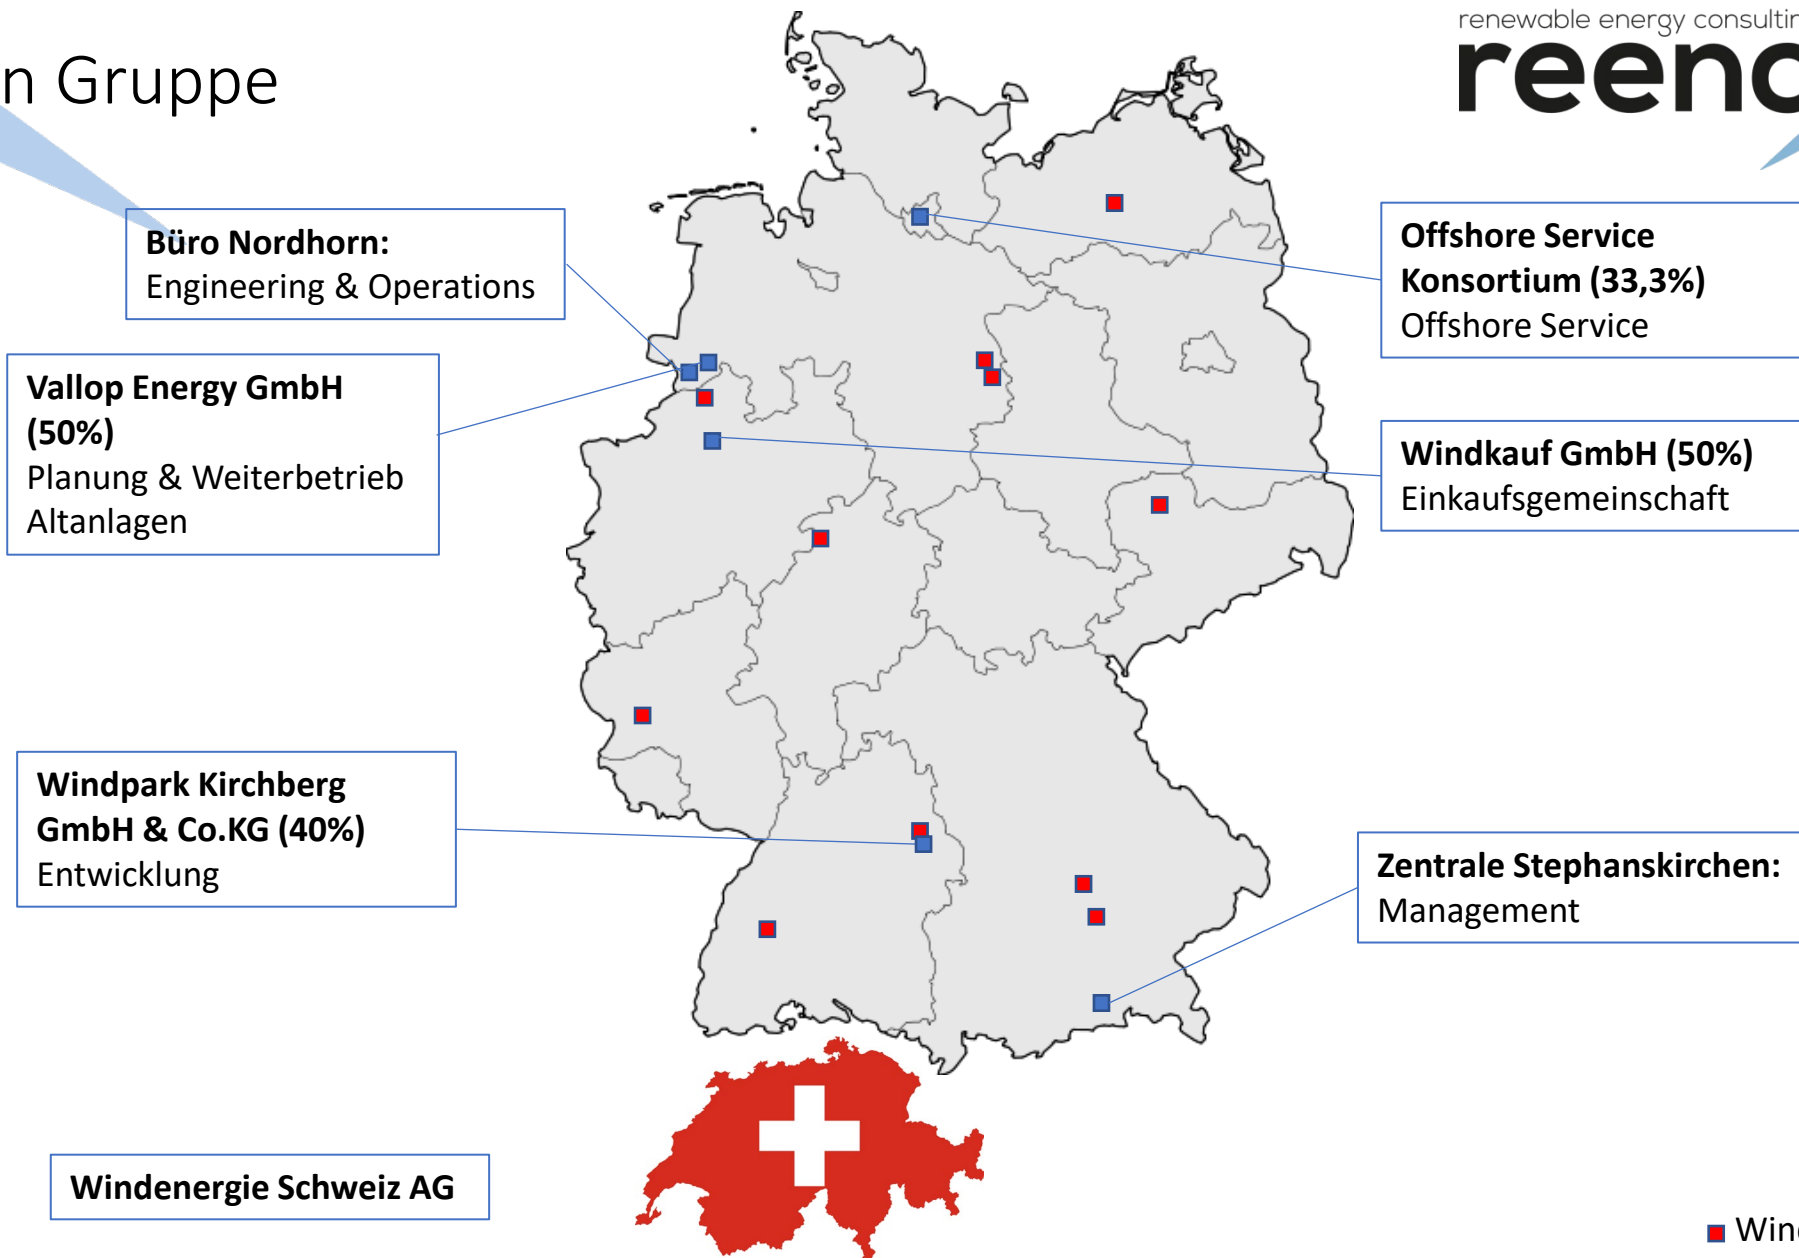 n Gruppe
renewable energy consultin
reen
Büro Nordhorn:
Engineering & Operations
Vallop Energy GmbH
(50%)
Planung & Weiterbetrieb
Altanlagen
Windpark Kirchberg
GmbH & Co.KG (40%)
Entwicklung
Windenergie Schweiz AG
Offshore Service
Konsortium (33,3%)
Offshore Service
Windkauf GmbH (50%)
Einkaufsgemeinschaft
Zentrale Stephanskirchen:
Management
Win